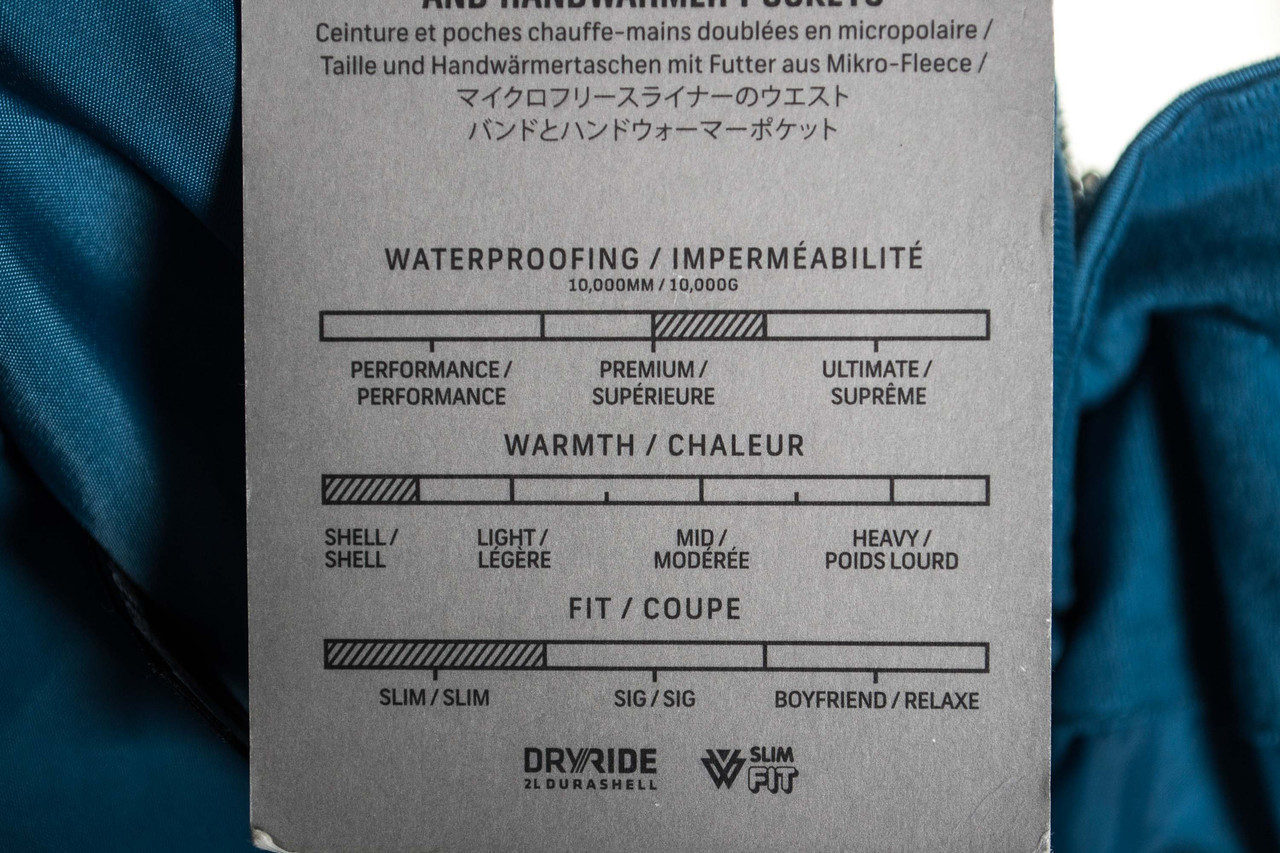 AND HANDWARMER POCKETS
Ceinture et poches chauffe-mains doublées en micropolaire /
Taille und Handwärmertaschen mit Futter aus Mikro-Fleece /
マイクロフリースライナーのウエスト
バンドとハンドウォーマーポケット
WATERPROOFING / IMPERMÉABILITÉ
10,000MM / 10,000G
PERFORMANCE / PREMIUM / ULTIMATE /
PERFORMANCE SUPÉRIEURE SUPRÊME
WARMTH / CHALEUR
SHELL / LIGHT / MID / HEAVY /
SHELL LÉGÈRE MODÉRÉE POIDS LOURD
FIT / COUPE
SLIM / SLIM SIG / SIG BOYFRIEND / RELAXE
DRYRIDE SLIM
2L DURASHELL FIT